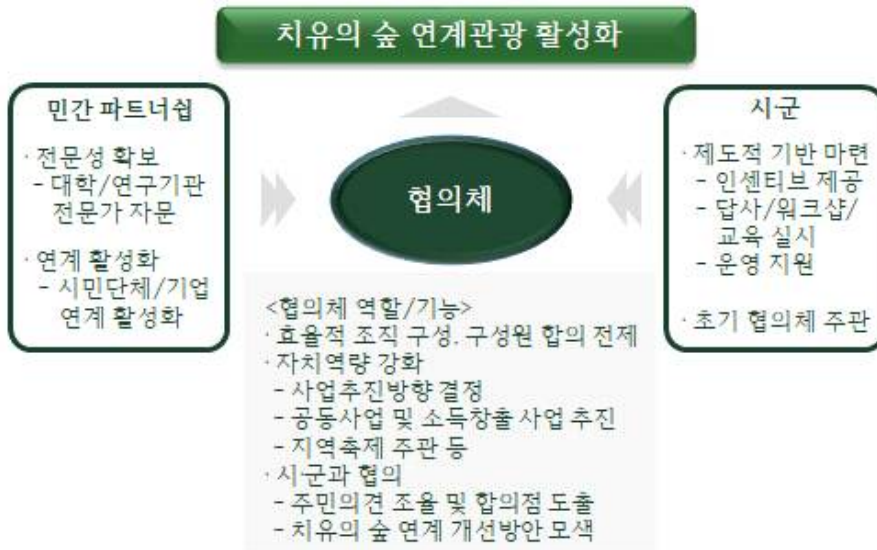 치유의 숲 연계관광 활성화
민간 파트너쉽
· 전문성 확보
- 대학/연구기관
전문가 자문
· 연계 활성화
- 시민단체/기업
연계 활성화
협의체
<협의체 역할/기능>
· 효율적 조직 구성, 구성원 합의 전제
· 자치역량 강화
- 사업추진방향 결정
- 공동사업 및 소득창출 사업 추진
- 지역축제 주관 등
· 시·군과 협의
- 주민의견 조율 및 합의점 도출
- 치유의 숲 연계 개선방안 모색
시·군
· 제도적 기반 마련
- 인센티브 제공
- 답사/워크샵/
교육 실시
- 운영 지원
· 초기 협의체 주관